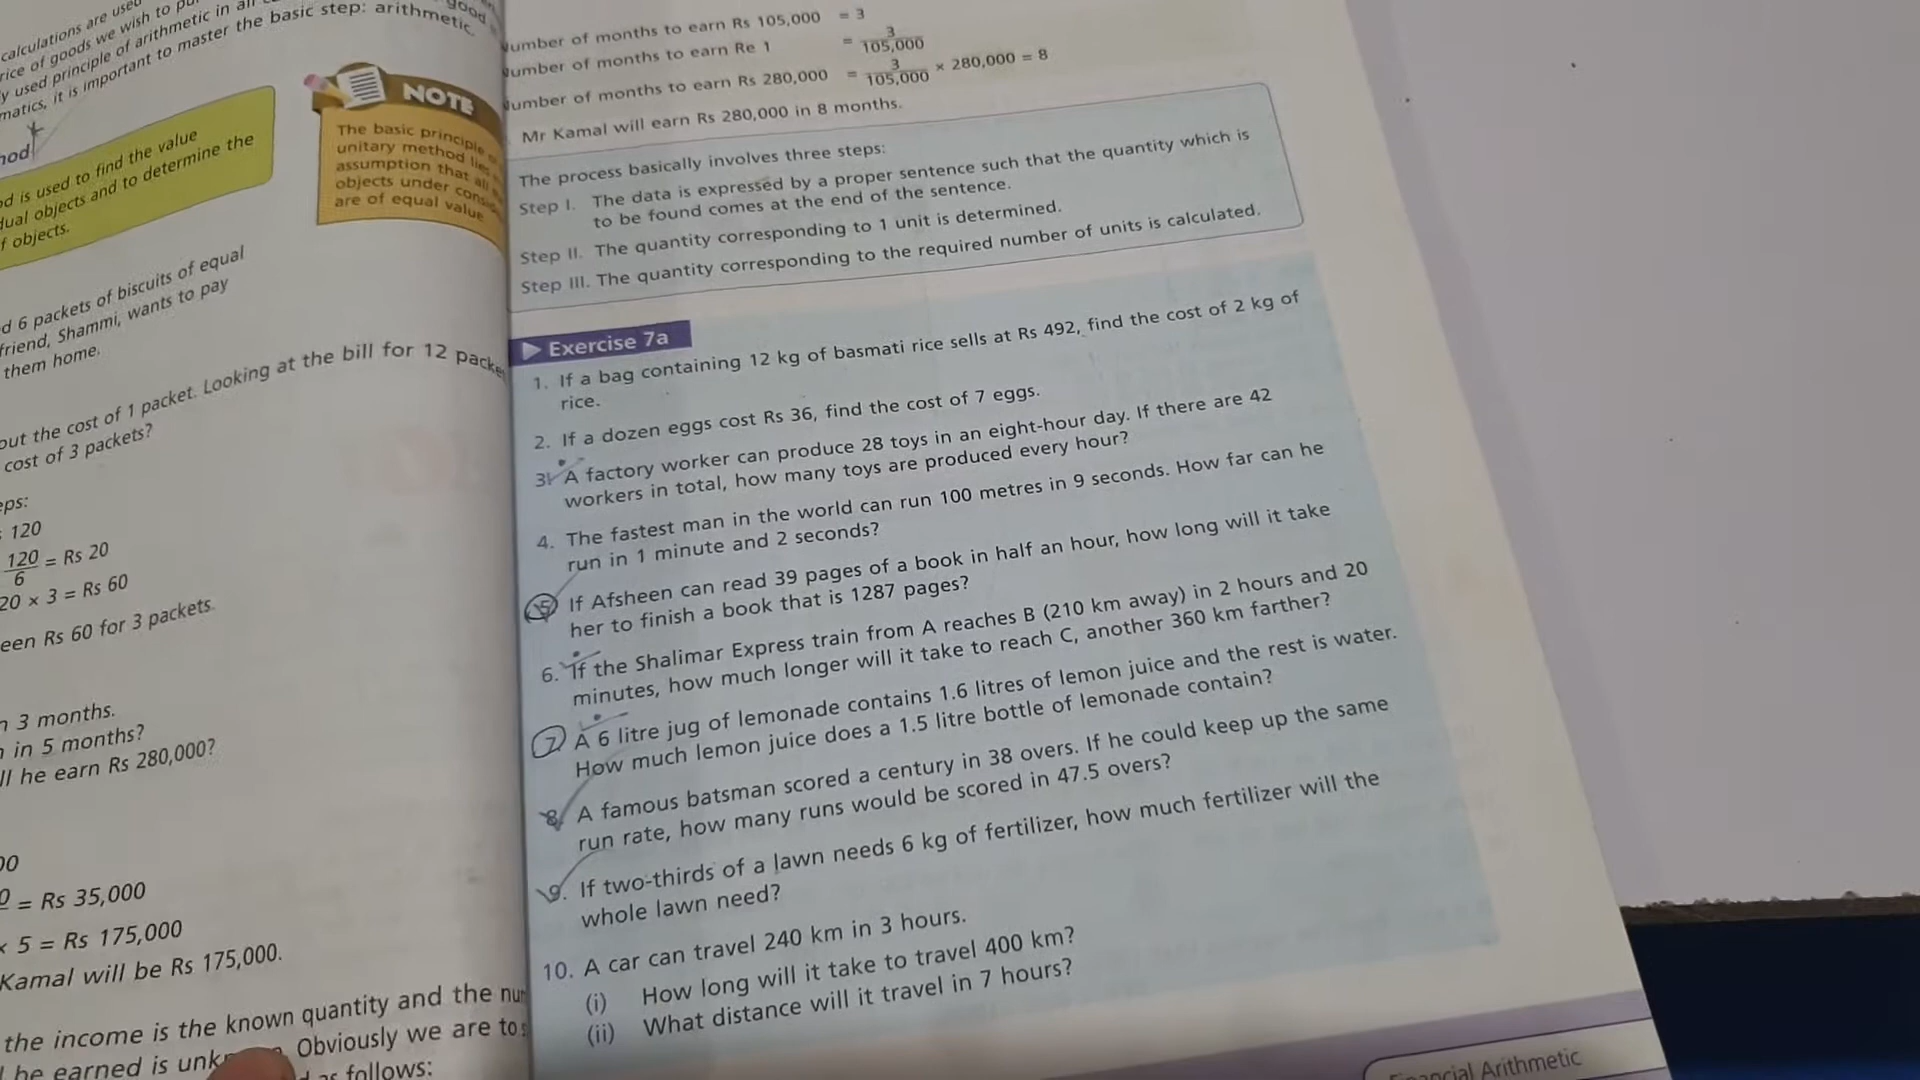 calculations are used
rice of goods we wish to
y used principle of arithmetic in all
matics, it is important to master the basic step: arithmetic.
good
NOTE
The basic principle
unitary method lies
assumption that all
objects under
are of equal value
d is used to find the value
dual objects and to determine the
f objects.
d 6 packets of biscuits of equal
friend, Shammi, wants to pay
them home.
out the cost of 1 packet. Looking at the bill for 12
cost of 3 packets?
eps:
120
120/6 = Rs 20
20 × 3 = Rs 60
een Rs 60 for 3 packets.
n 3 months.
n in 5 months?
ll he earn Rs 280,000?
= Rs 35,000
× 5 = Rs 175,000
Kamal will be Rs 175,000.
the income is the known quantity and the
be earned is Obviously we are to
follows:
Number of months to earn Rs 105,000 = 3
Number of months to earn Re 1 = 3/105,000
Number of months to earn Rs 280,000 = 3/105,000 × 280,000 = 8
Mr Kamal will earn Rs 280,000 in 8 months.
The process basically involves three steps:
Step I. The data is expressed by a proper sentence such that the quantity which is
to be found comes at the end of the sentence.
Step II. The quantity corresponding to 1 unit is determined.
Step III. The quantity corresponding to the required number of units is calculated.
Exercise 7a
1. If a bag containing 12 kg of basmati rice sells at Rs 492, find the cost of 2 kg of
rice.
2. If a dozen eggs cost Rs 36, find the cost of 7 eggs.
3. A factory worker can produce 28 toys in an eight-hour day. If there are 42
workers in total, how many toys are produced every hour?
4. The fastest man in the world can run 100 metres in 9 seconds. How far can he
run in 1 minute and 2 seconds?
5. If Afsheen can read 39 pages of a book in half an hour, how long will it take
her to finish a book that is 1287 pages?
6. If the Shalimar Express train from A reaches B (210 km away) in 2 hours and 20
minutes, how much longer will it take to reach C, another 360 km farther?
7. A 6 litre jug of lemonade contains 1.6 litres of lemon juice and the rest is water.
How much lemon juice does a 1.5 litre bottle of lemonade contain?
8. A famous batsman scored a century in 38 overs. If he could keep up the same
run rate, how many runs would be scored in 47.5 overs?
9. If two-thirds of a lawn needs 6 kg of fertilizer, how much fertilizer will the
whole lawn need?
10. A car can travel 240 km in 3 hours.
(i) How long will it take to travel 400 km?
(ii) What distance will it travel in 7 hours?
Financial Arithmetic